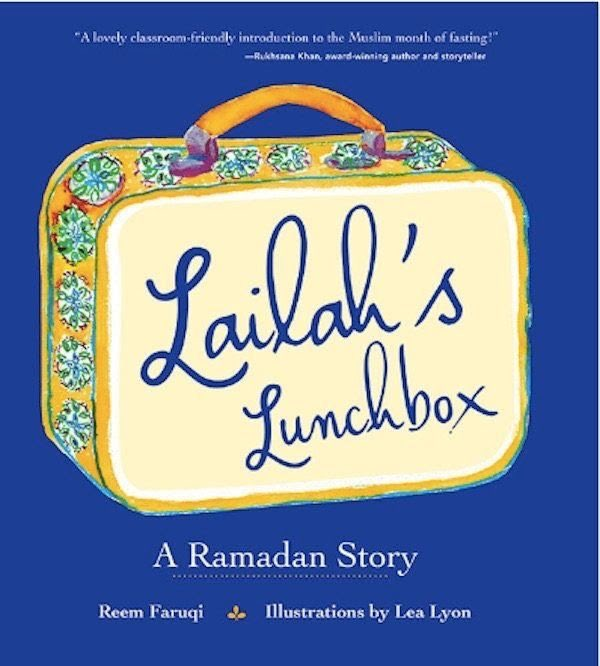 "A lovely classroom-friendly introduction to the Muslim month of fasting!"
—Rukhsana Khan, award-winning author and storyteller
Lailah's
Lunchbox
A Ramadan Story
Reem Faruqi Illustrations by Lea Lyon